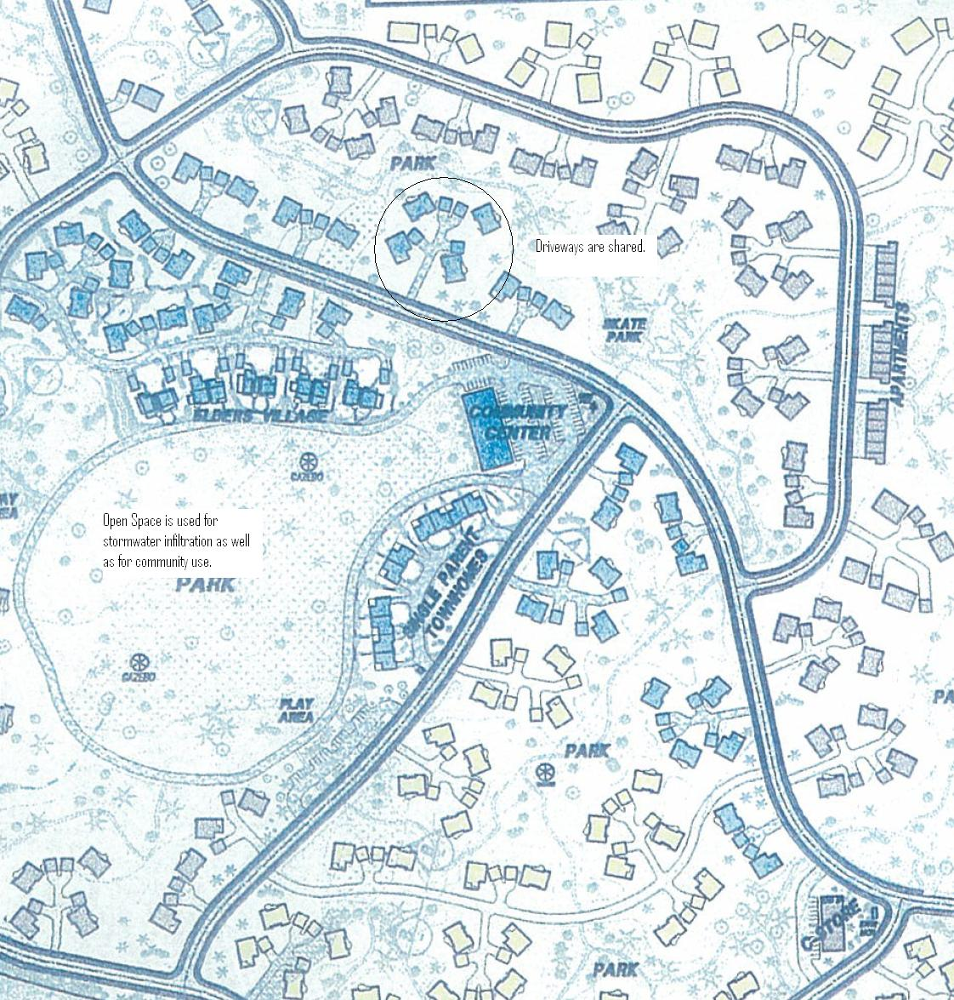 PARK
Driveways are shared.
SKATE
PARK
APARTMENTS
ELDERS VILLAGE
COMMUNITY
CENTER
GAZEBO
Open Space is used for
stormwater infiltration as well
as for community use.
PARK
SINGLE PARENT
TOWNHOMES
GAZEBO
PLAY
AREA
PARK
PA
C-STORE
PARK